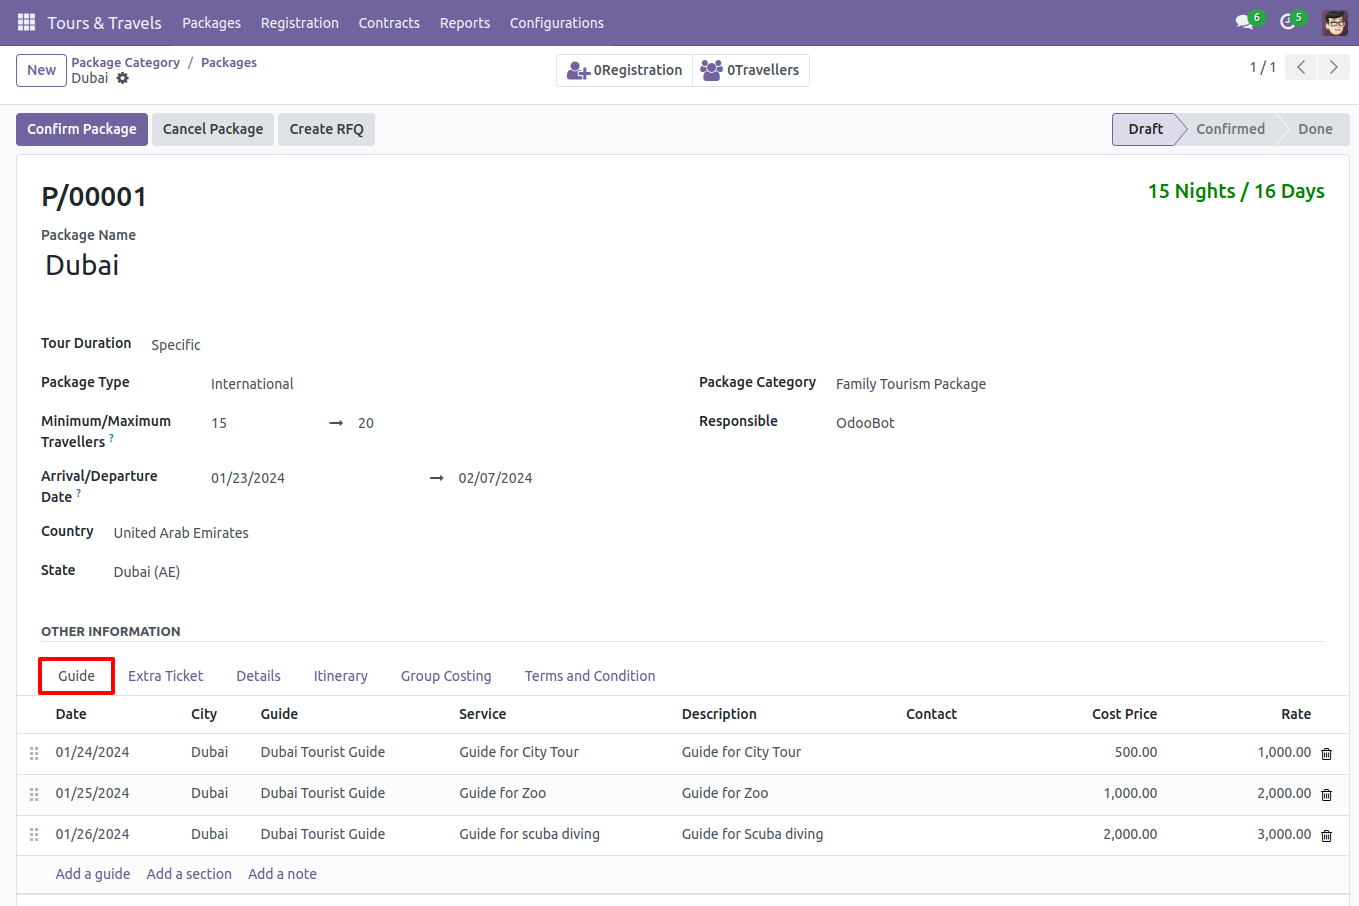 Tours & Travels Packages Registration Contracts Reports Configurations 6 5
New Package Category / Packages
Dubai
0Registration 0Travellers
1 / 1
Confirm Package Cancel Package Create RFQ Draft Confirmed Done
P/00001
15 Nights / 16 Days
Package Name
Dubai
Tour Duration Specific
Package Type International
Package Category Family Tourism Package
Minimum/Maximum
Travellers ? 15 → 20
Responsible OdooBot
Arrival/Departure
Date ? 01/23/2024 → 02/07/2024
Country United Arab Emirates
State Dubai (AE)
OTHER INFORMATION
Guide Extra Ticket Details Itinerary Group Costing Terms and Condition
Date City Guide Service Description Contact Cost Price Rate
01/24/2024 Dubai Dubai Tourist Guide Guide for City Tour Guide for City Tour 500.00 1,000.00
01/25/2024 Dubai Dubai Tourist Guide Guide for Zoo Guide for Zoo 1,000.00 2,000.00
01/26/2024 Dubai Dubai Tourist Guide Guide for scuba diving Guide for Scuba diving 2,000.00 3,000.00
Add a guide Add a section Add a note